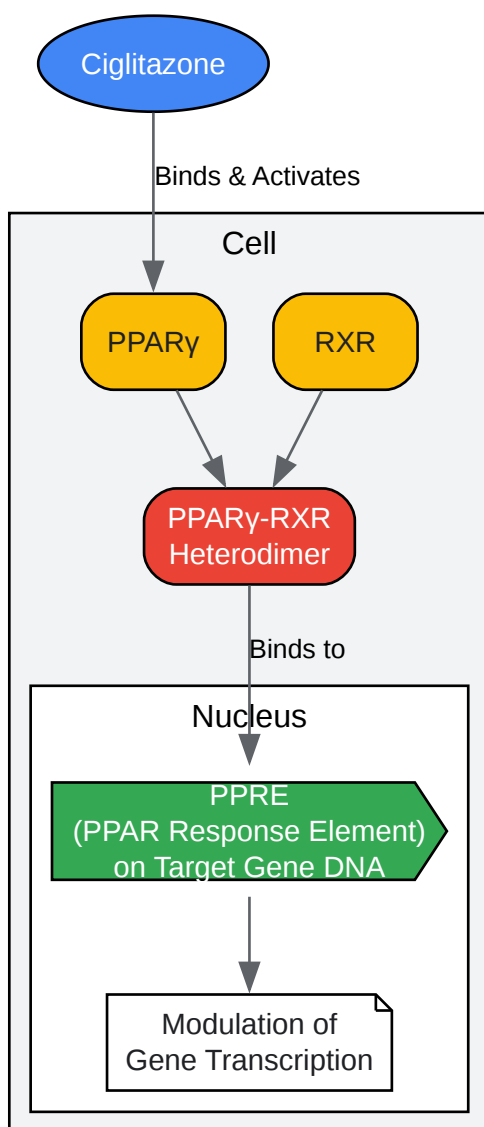 Ciglitazone
Binds & Activates
Cell
PPARγ
RXR
PPARγ-RXR
Heterodimer
Binds to
Nucleus
PPRE
(PPAR Response Element)
on Target Gene DNA
Modulation of
Gene Transcription